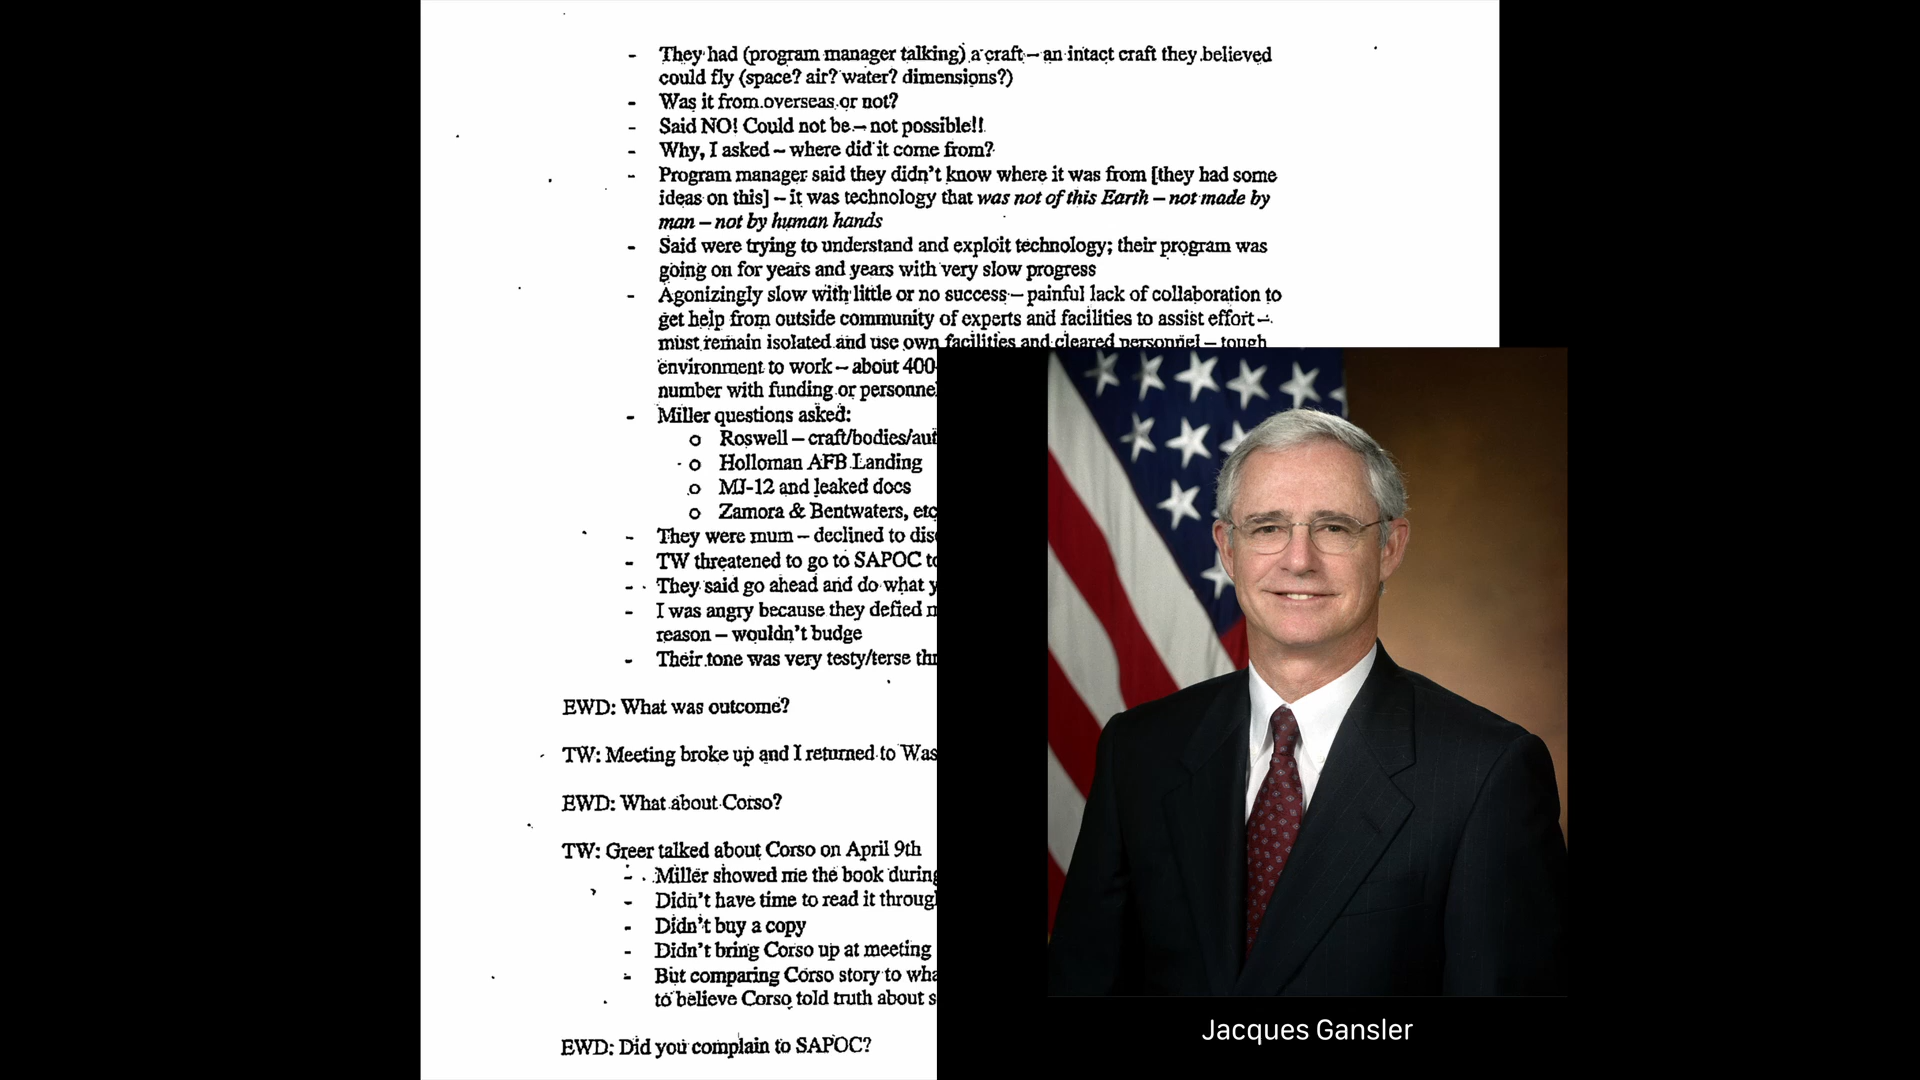 - They had (program manager talking) a craft – an intact craft they believed
could fly (space? air? water? dimensions?)
- Was it from overseas or not?
- Said NO! Could not be – not possible!!
- Why, I asked – where did it come from?
- Program manager said they didn't know where it was from [they had some
ideas on this] – it was technology that was not of this Earth – not made by
man – not by human hands
- Said were trying to understand and exploit technology; their program was
going on for years and years with very slow progress
- Agonizingly slow with little or no success – painful lack of collaboration to
get help from outside community of experts and facilities to assist effort –
must remain isolated and use own facilities and cleared personnel – tough
environment to work – about 400
number with funding or
- Miller questions asked:
o Roswell – craft/bodies/
o Holloman AFB Landing
o MJ-12 and leaked docs
o Zamora & Bentwaters,
- They were mum – declined to
- TW threatened to go to SAPOC
- They said go ahead and do what
- I was angry because they defied
reason – wouldn't budge
- Their tone was very testy/terse
EWD: What was outcome?
TW: Meeting broke up and I returned to
EWD: What about Corso?
TW: Greer talked about Corso on April 9th
- Miller showed me the book
- Didn't have time to read it
- Didn't buy a copy
- Didn't bring Corso up at meeting
- But comparing Corso story to
to believe Corso told truth about
EWD: Did you complain to SAPOC?
Jacques Gansler